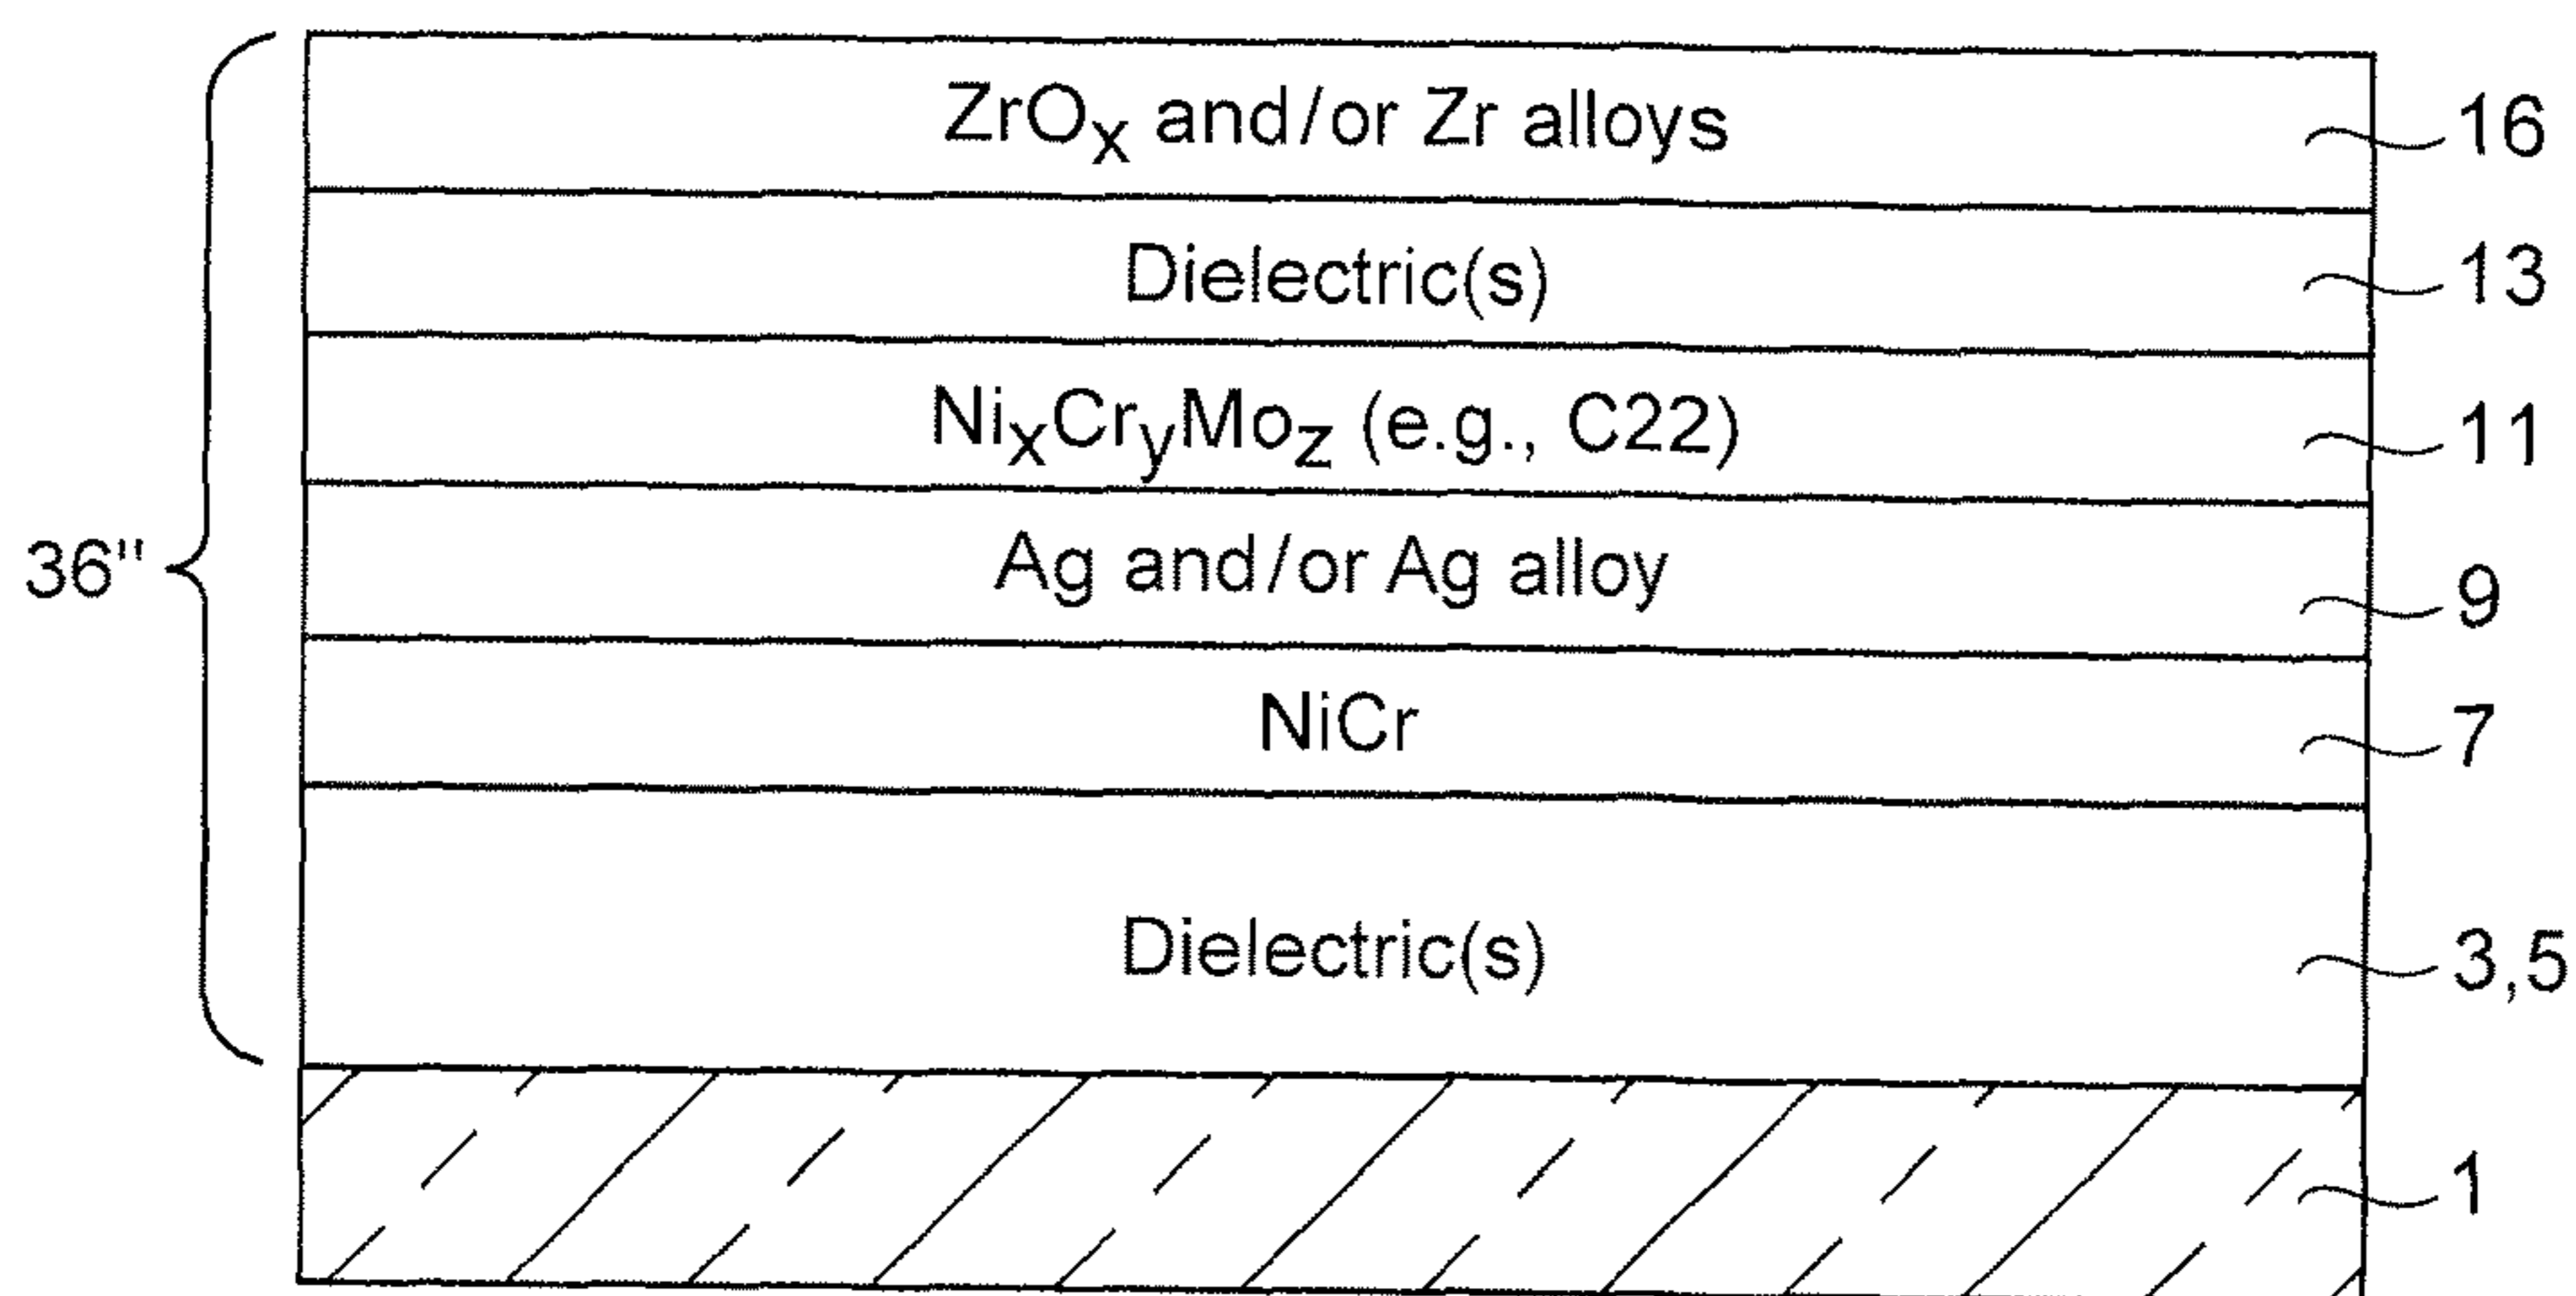 ZrOx and/or Zr alloys 16
Dielectric(s) 13
NixCryMoz (e.g., C22) 11
36" Ag and/or Ag alloy 9
NiCr 7
Dielectric(s) 3,5
1